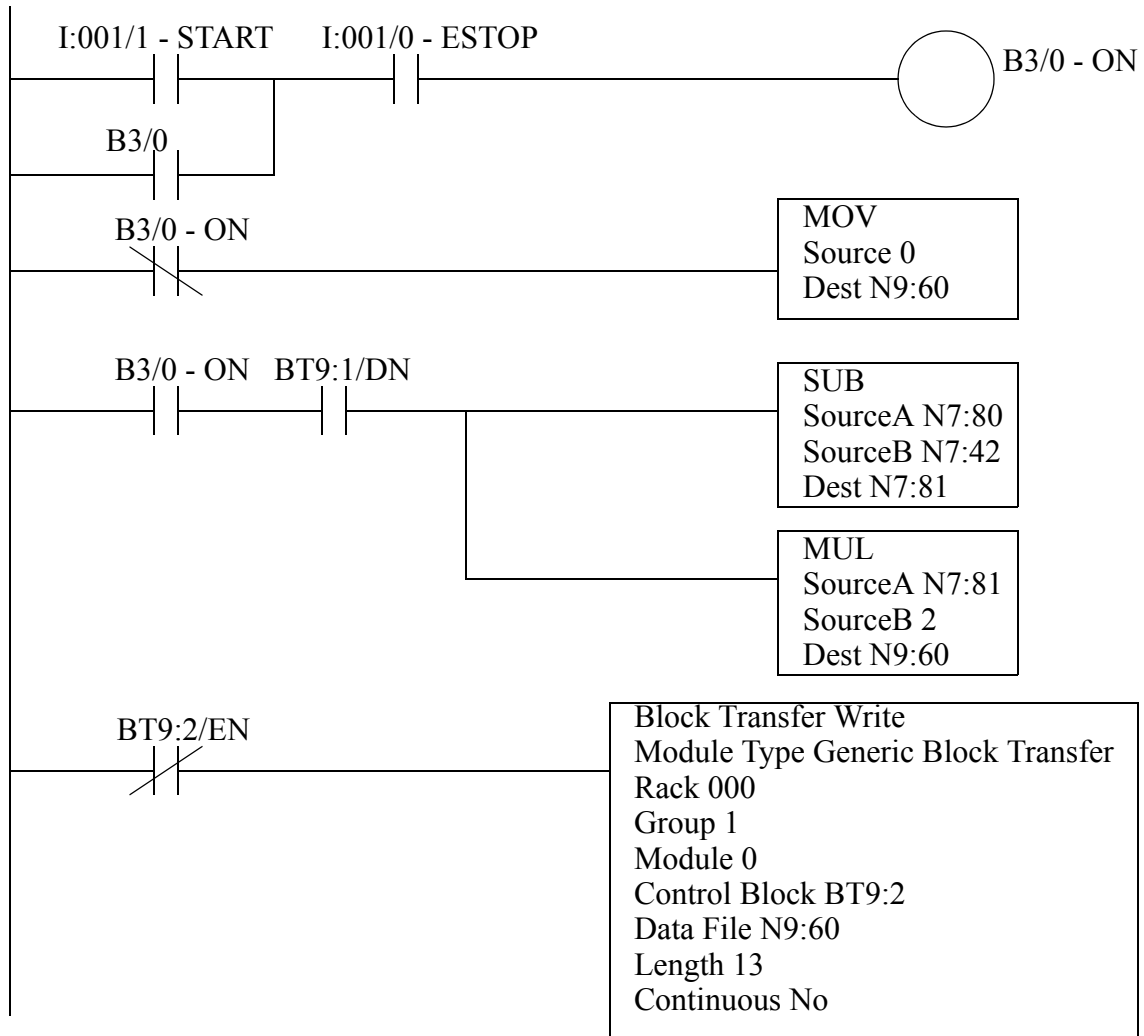 I:001/1 - START
I:001/0 - ESTOP
B3/0 - ON
B3/0
B3/0 - ON
MOV
Source 0
Dest N9:60
B3/0 - ON
BT9:1/DN
SUB
SourceA N7:80
SourceB N7:42
Dest N7:81
MUL
SourceA N7:81
SourceB 2
Dest N9:60
BT9:2/EN
Block Transfer Write
Module Type Generic Block Transfer
Rack 000
Group 1
Module 0
Control Block BT9:2
Data File N9:60
Length 13
Continuous No